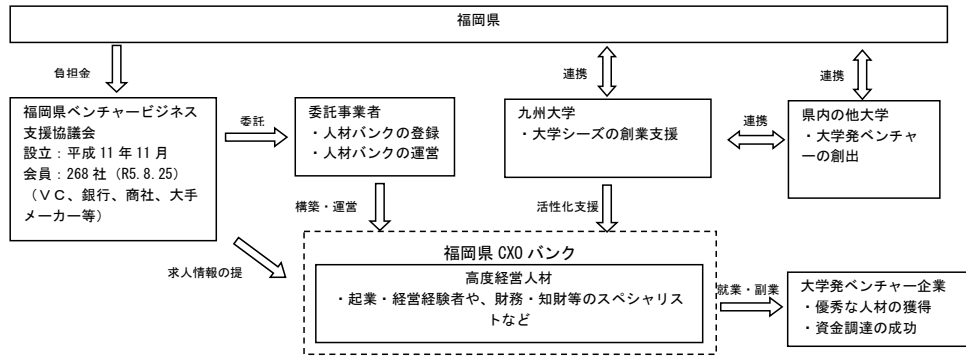 福岡県
負担金
連携
連携
福岡県ベンチャービジネス
支援協議会
設立：平成 11 年 11 月
会員：268 社（R5.8.25）
（ＶＣ、銀行、商社、大手
メーカー等）
委託
委託事業者
・人材バンクの登録
・人材バンクの運営
九州大学
・大学シーズの創業支援
連携
県内の他大学
・大学発ベンチャ
ーの創出
構築・運営
活性化支援
求人情報の提
福岡県 CXO バンク
高度経営人材
・起業・経営経験者や、財務・知財等のスペシャリス
トなど
就業・副業
大学発ベンチャー企業
・優秀な人材の獲得
・資金調達の成功